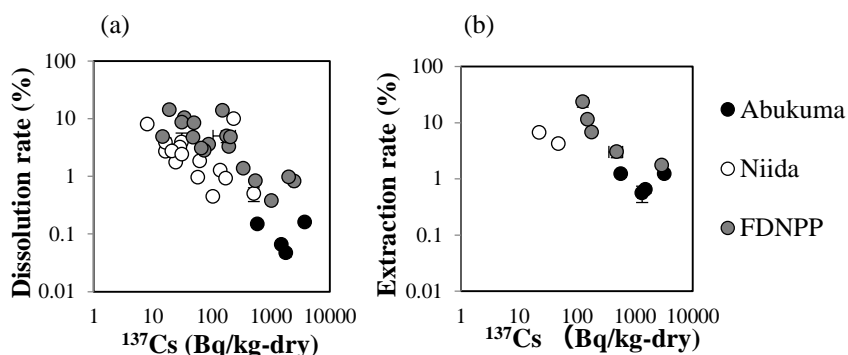 (a)
(b)
Dissolution rate (%)
100
10
1
0.1
0.01
1
10
100
1000
10000
¹³⁷Cs (Bq/kg-dry)
Extraction rate (%)
100
10
1
0.1
0.01
1
10
100
1000
10000
¹³⁷Cs （Bq/kg-dry)
Abukuma
Niida
FDNPP